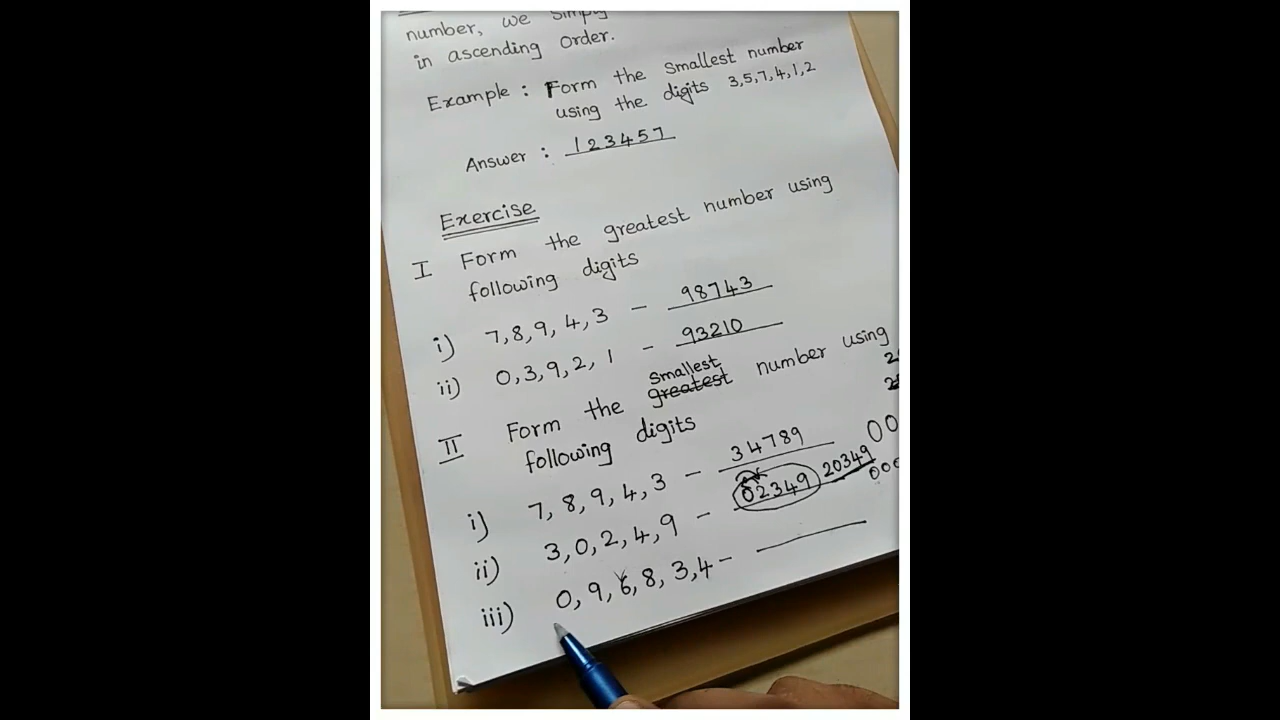 number, we simply
in ascending order.
Example : Form the smallest number
using the digits 3,5,7,4,1,2
Answer : 123457
Exercise
I Form the greatest number using
following digits
i) 7,8,9,4,3 - 98743
ii) 0,3,9,2,1 - 93210
smallest
II Form the greatest number using
following digits
i) 7,8,9,4,3 - 34789
ii) 3,0,2,4,9 - 02349 20349
iii) 0,9,6,8,3,4 -